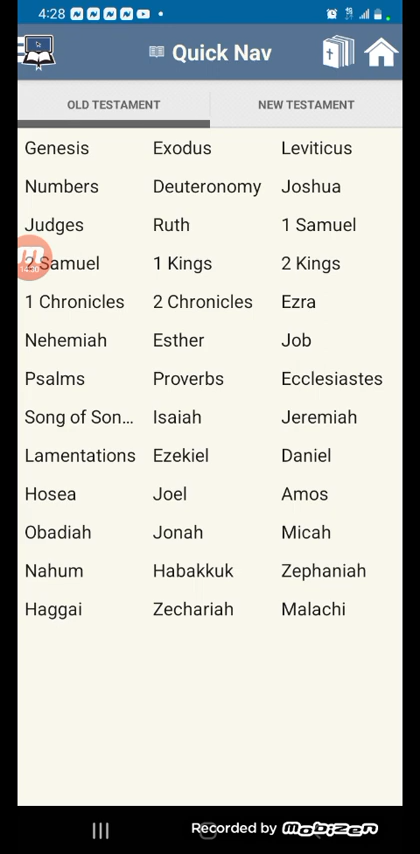 4:28
Quick Nav
OLD TESTAMENT NEW TESTAMENT
Genesis Exodus Leviticus
Numbers Deuteronomy Joshua
Judges Ruth 1 Samuel
2 Samuel 1 Kings 2 Kings
14:30
1 Chronicles 2 Chronicles Ezra
Nehemiah Esther Job
Psalms Proverbs Ecclesiastes
Song of Son... Isaiah Jeremiah
Lamentations Ezekiel Daniel
Hosea Joel Amos
Obadiah Jonah Micah
Nahum Habakkuk Zephaniah
Haggai Zechariah Malachi
Recorded by mobizen